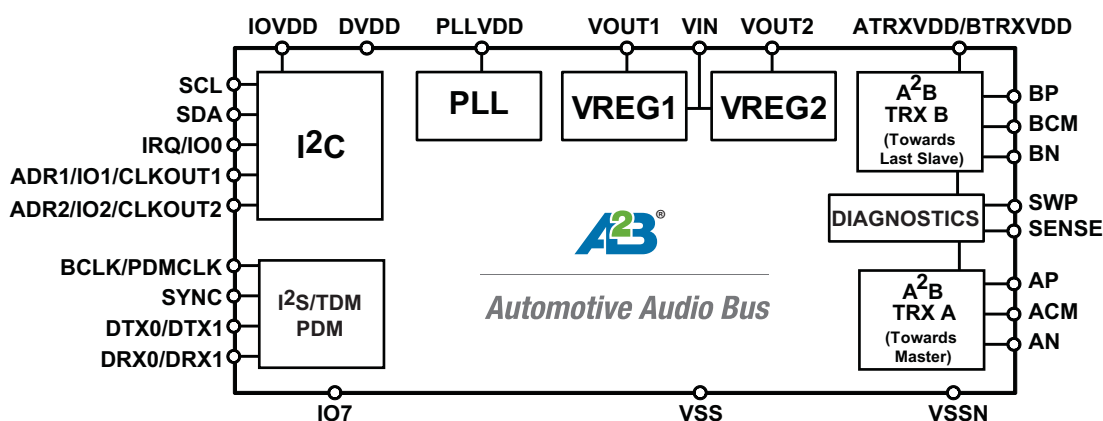 IOVDD DVDD PLLVDD VOUT1 VIN VOUT2 ATRXVDD/BTRXVDD
SCL
SDA
IRQ/IO0
ADR1/IO1/CLKOUT1
ADR2/IO2/CLKOUT2
I2C
PLL
VREG1
VREG2
A2B
TRX B
(Towards
Last Slave)
BP
BCM
BN
DIAGNOSTICS
SWP
SENSE
BCLK/PDMCLK
SYNC
DTX0/DTX1
DRX0/DRX1
I2S/TDM
PDM
A2B®
Automotive Audio Bus
A2B
TRX A
(Towards
Master)
AP
ACM
AN
IO7 VSS VSSN